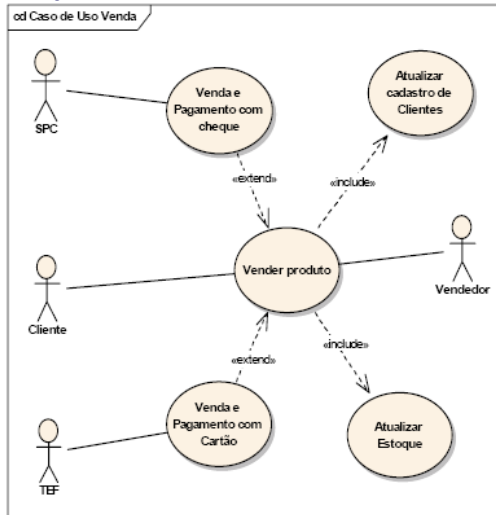 od Caso de Uso Venda
SPC
Venda e
Pagamento com
cheque
Atualizar
cadastro de
Clientes
«extend»
«include»
Cliente
Vender produto
Vendedor
«extend»
«include»
TEF
Venda e
Pagamento com
Cartão
Atualizar
Estoque